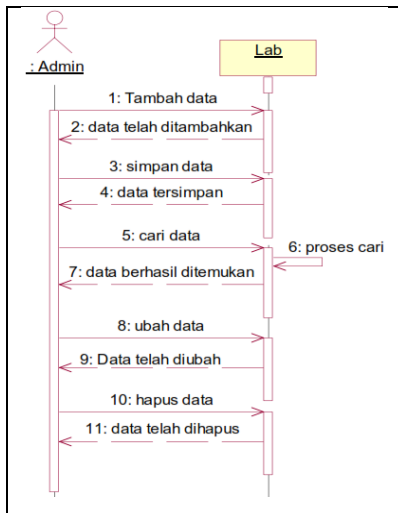 : Admin
Lab
1: Tambah data
2: data telah ditambahkan
3: simpan data
4: data tersimpan
5: cari data
6: proses cari
7: data berhasil ditemukan
8: ubah data
9: Data telah diubah
10: hapus data
11: data telah dihapus